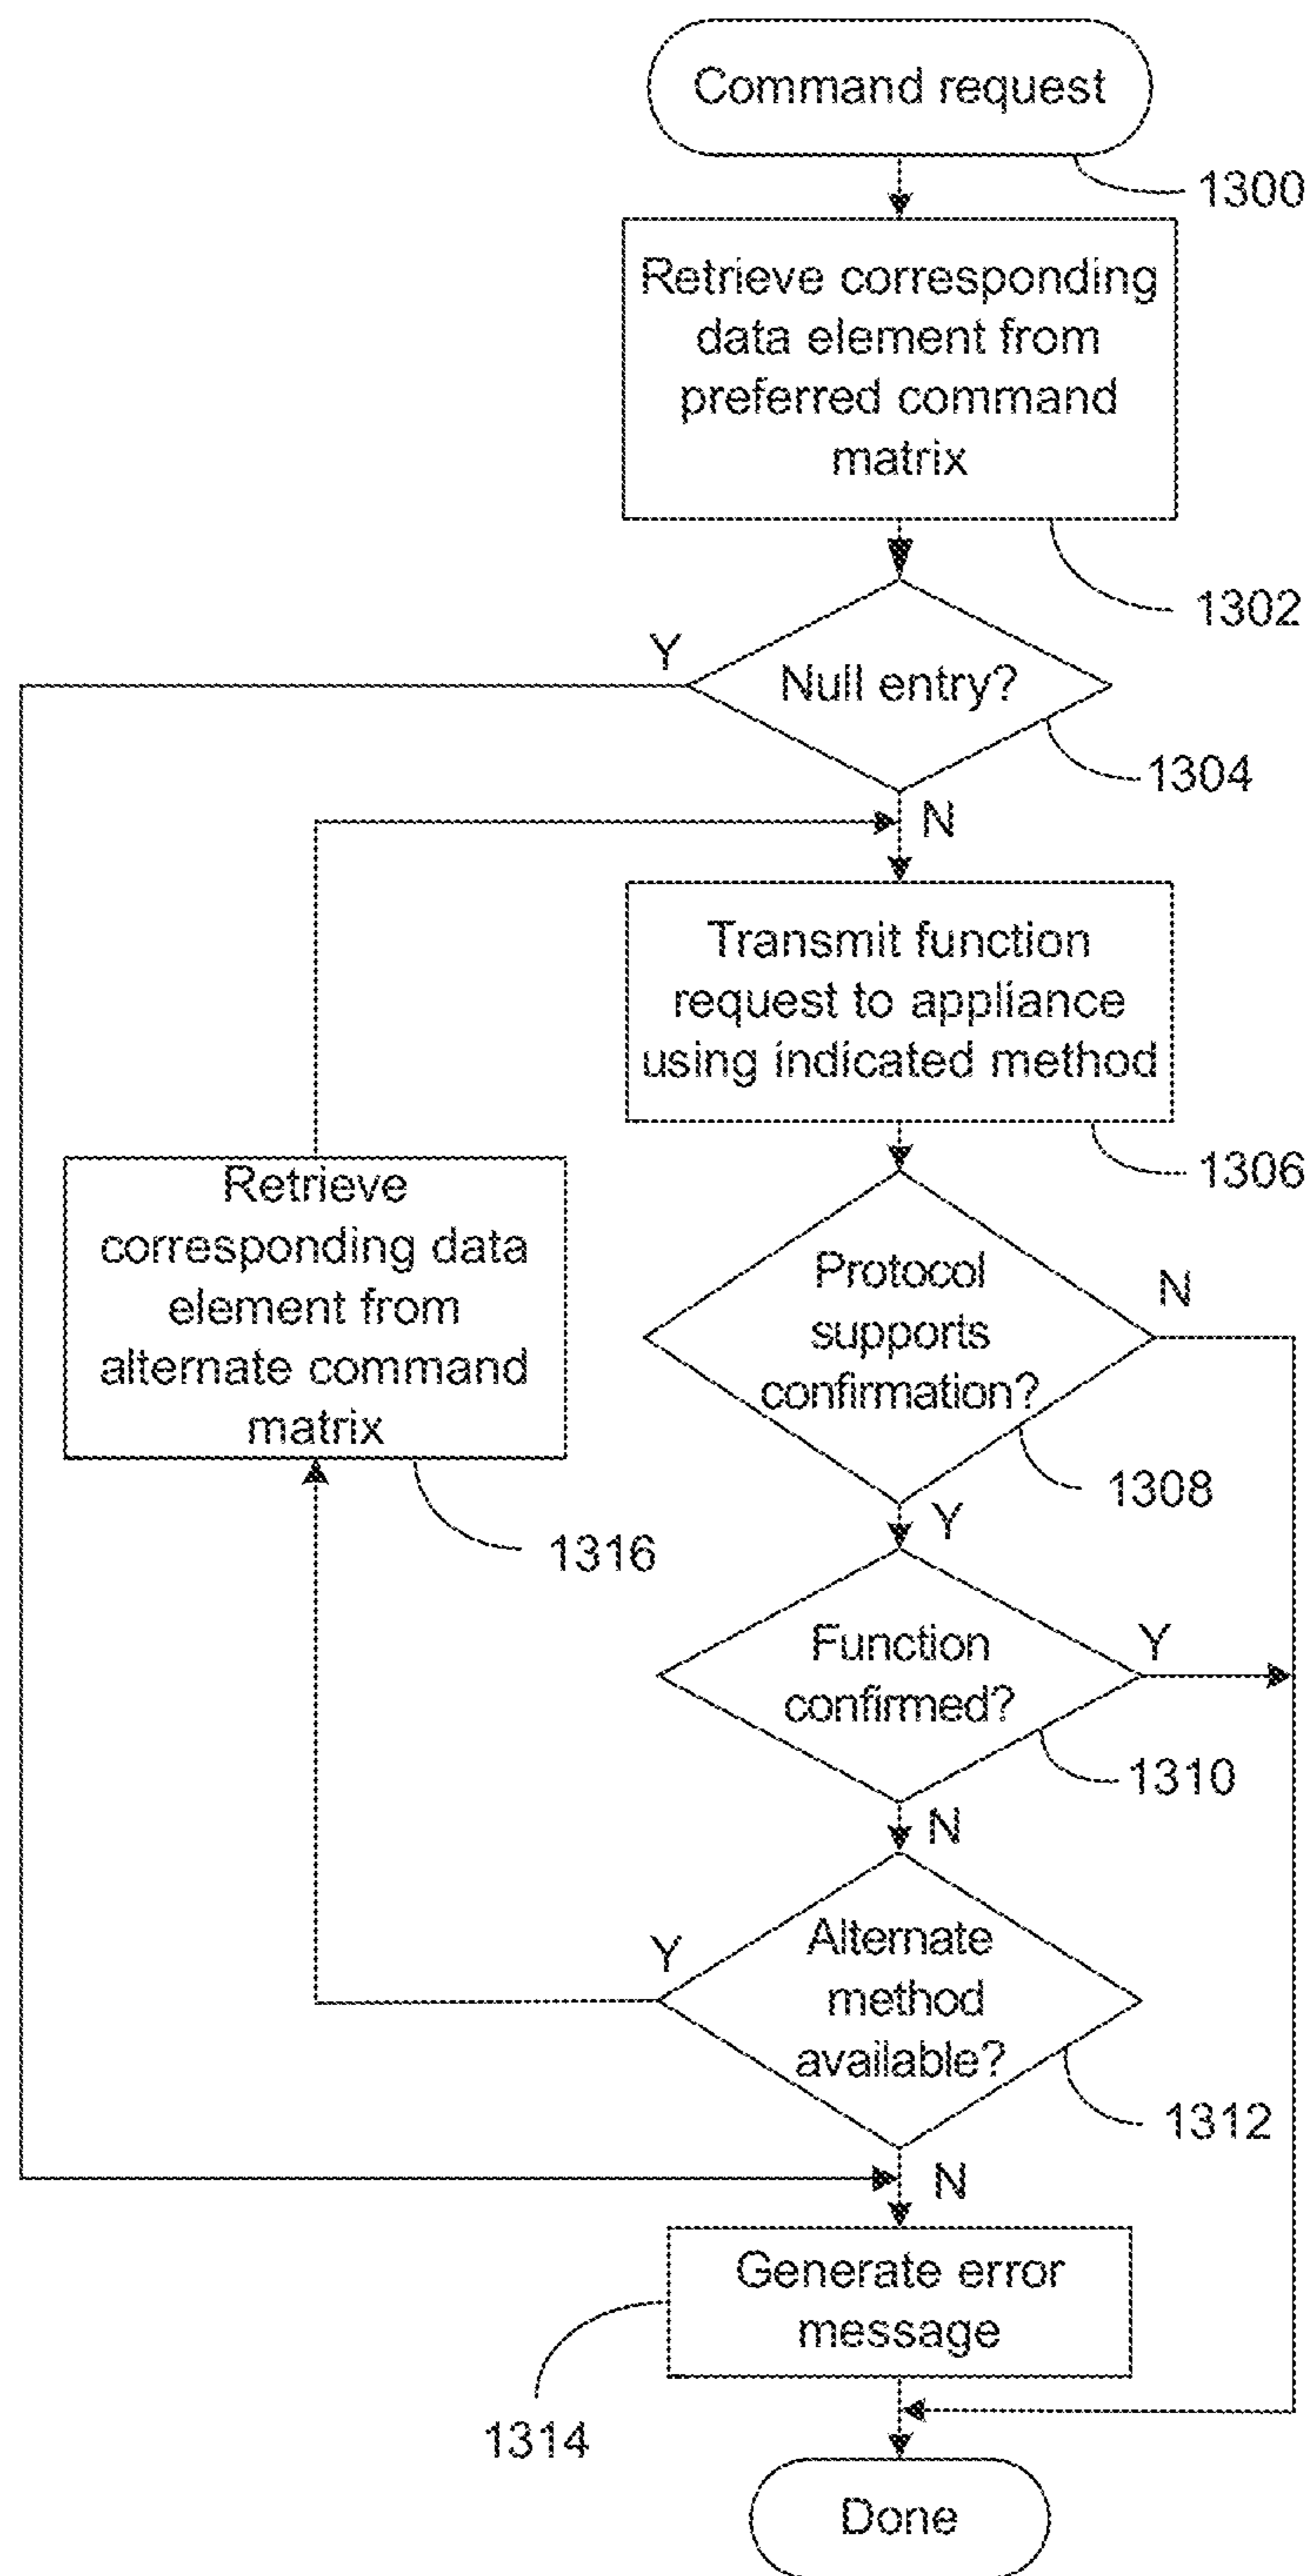 Command request
1300
Retrieve corresponding
data element from
preferred command
matrix
1302
Y
Null entry?
1304
N
Transmit function
request to appliance
using indicated method
1306
Retrieve
corresponding data
element from
alternate command
matrix
1316
Protocol
supports
confirmation?
N
1308
Y
Function
confirmed?
Y
1310
N
Alternate
method
available?
Y
1312
N
Generate error
message
1314
Done